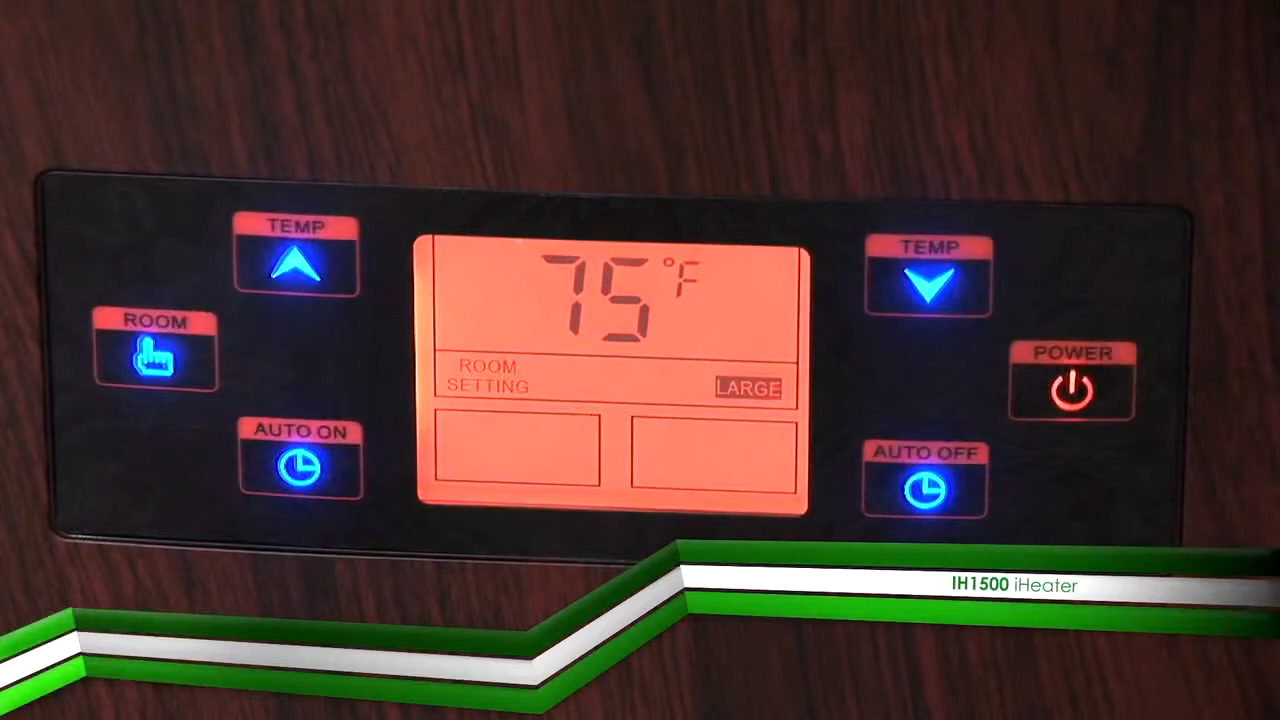 TEMP
ROOM
AUTO ON
75°F
ROOM
SETTING
LARGE
TEMP
POWER
AUTO OFF
IH1500 iHeater